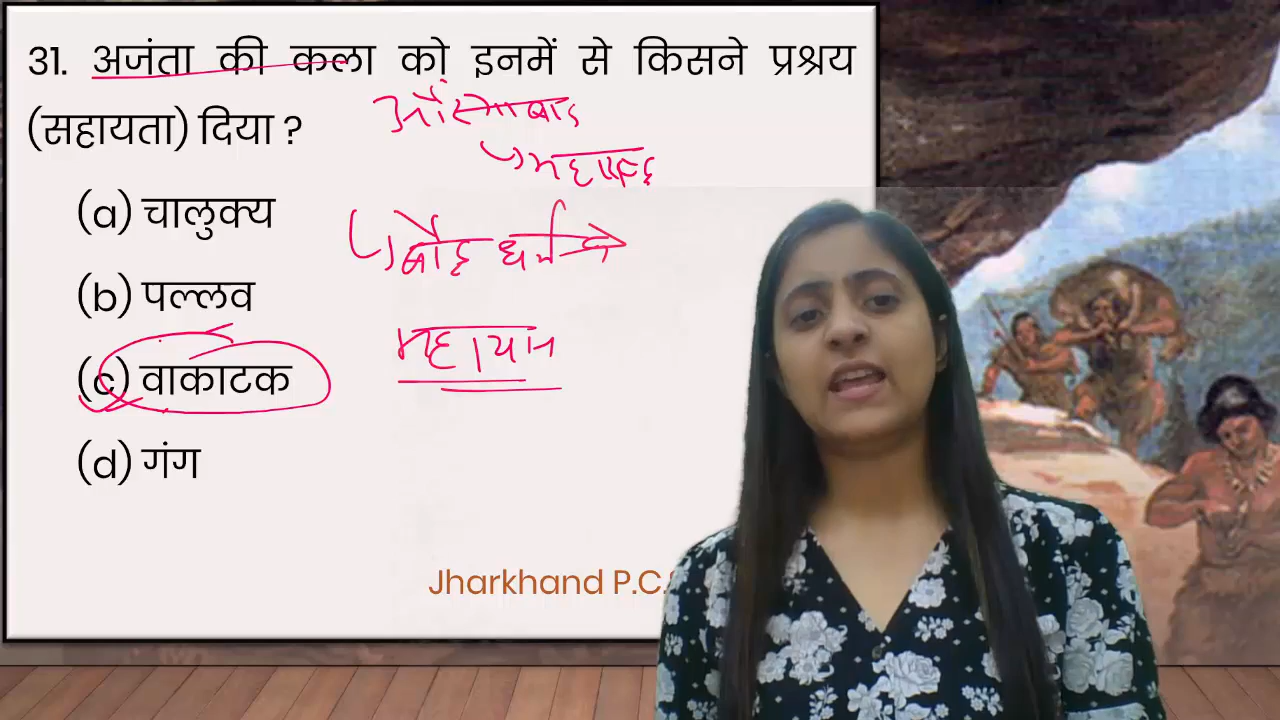 31. अजंता की कला को इनमें से किसने प्रश्रय
(सहायता) दिया ?
औरंगाबाद
महाराष्ट्र
(a) चालुक्य
बौद्ध धर्म
(b) पल्लव
महायान
(c) वाकाटक
(d) गंग
Jharkhand P.C.